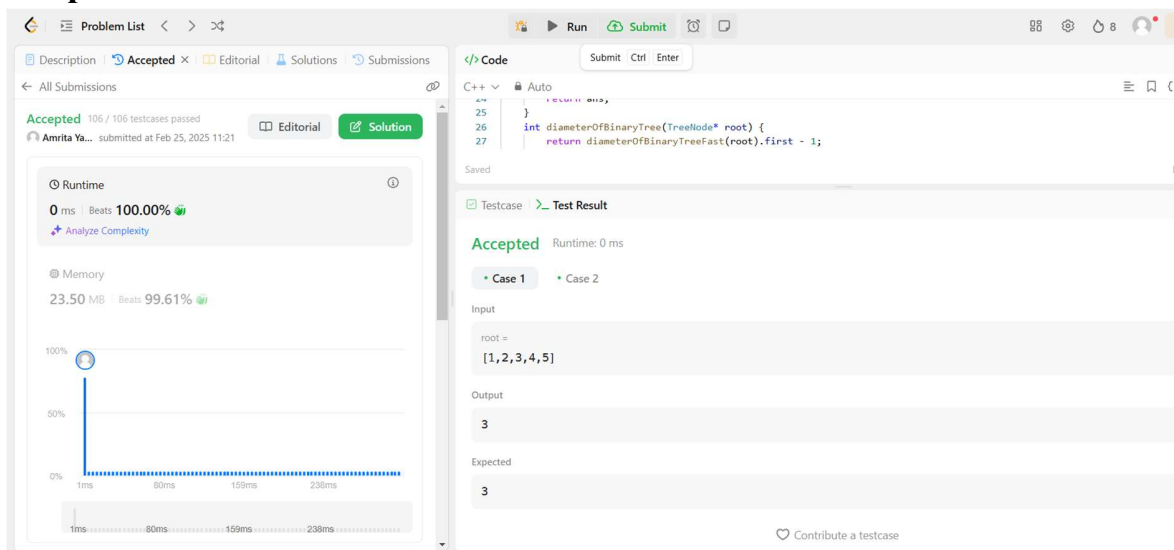 Problem List
Run
Submit
8
Description
Accepted
Editorial
Solutions
Submissions
</> Code
Submit Ctrl Enter
All Submissions
C++
Auto
Accepted 106 / 106 testcases passed
Amrita Ya... submitted at Feb 25, 2025 11:21
Editorial
Solution
24 return ans;
25 }
26 int diameterOfBinaryTree(TreeNode* root) {
27 return diameterOfBinaryTreeFast(root).first - 1;
Saved
Runtime
0 ms Beats 100.00%
Analyze Complexity
Memory
23.50 MB Beats 99.61%
100%
50%
0%
1ms 80ms 159ms 238ms
1ms 80ms 159ms 238ms
Testcase
Test Result
Accepted Runtime: 0 ms
Case 1
Case 2
Input
root =
[1,2,3,4,5]
Output
3
Expected
3
Contribute a testcase